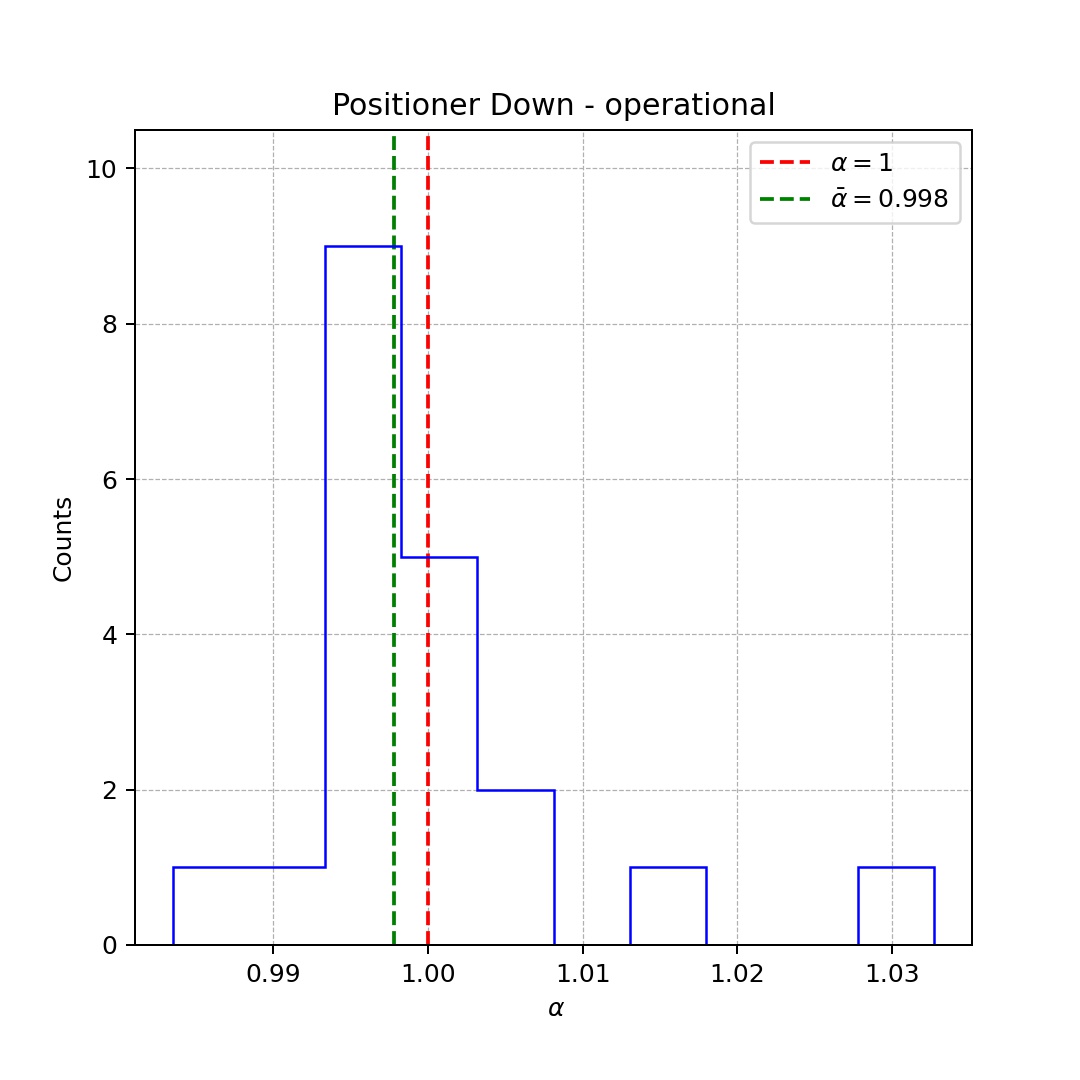 Positioner Down - operational
α = 1
ᾱ = 0.998
Counts
10
8
6
4
2
0
0.99 1.00 1.01 1.02 1.03
α